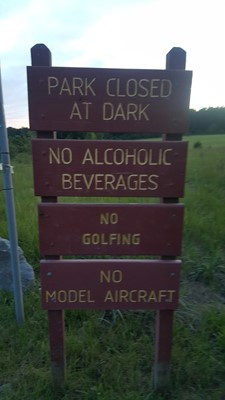 PARK CLOSED
AT DARK
NO ALCOHOLIC
BEVERAGES
NO
GOLFING
NO
MODEL AIRCRAFT